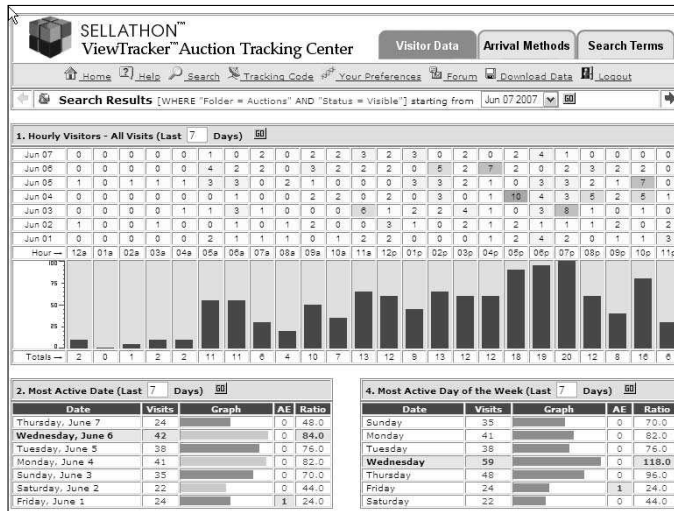 SELLATHON™
ViewTracker™ Auction Tracking Center
Visitor Data Arrival Methods Search Terms
Home Help Search Tracking Code Your Preferences Forum Download Data Logout
Search Results [WHERE "Folder = Auctions" AND "Status = Visible"] starting from Jun 07 2007 GO
1. Hourly Visitors - All Visits (Last 7 Days) GO
Jun 07 0 0 0 0 0 1 0 2 0 2 2 3 2 3 0 2 0 2 4 1 0 0 0 0
Jun 06 0 0 0 0 0 4 2 2 0 3 2 2 2 0 5 2 7 2 0 2 3 2 2 0
Jun 05 1 0 1 1 1 3 3 0 2 1 0 0 0 3 3 2 1 0 3 3 2 1 7 0
Jun 04 0 0 0 0 0 0 1 0 0 2 2 0 2 0 3 0 1 10 4 3 5 2 5 1
Jun 03 0 0 0 0 1 1 3 1 0 0 0 6 1 2 2 4 1 0 3 8 1 0 1 0
Jun 02 1 0 0 1 0 0 1 0 1 2 0 0 3 1 0 2 1 2 1 1 1 2 0 2
Jun 01 0 0 0 0 0 2 1 1 1 0 1 2 2 0 0 0 1 2 4 2 0 1 1 3
Hour → 12a 01a 02a 03a 04a 05a 06a 07a 08a 09a 10a 11a 12p 01p 02p 03p 04p 05p 06p 07p 08p 09p 10p 11p
100
75
50
25
0
Totals → 2 0 1 2 2 11 11 6 4 10 7 13 12 9 13 12 12 18 19 20 12 8 16 6
2. Most Active Date (Last 7 Days) GO
Date Visits Graph AE Ratio
Thursday, June 7 24 0 48.0
Wednesday, June 6 42 0 84.0
Tuesday, June 5 38 0 76.0
Monday, June 4 41 0 82.0
Sunday, June 3 35 0 70.0
Saturday, June 2 22 0 44.0
Friday, June 1 24 1 24.0
4. Most Active Day of the Week (Last 7 Days) GO
Date Visits Graph AE Ratio
Sunday 35 0 70.0
Monday 41 0 82.0
Tuesday 38 0 76.0
Wednesday 59 0 118.0
Thursday 48 0 96.0
Friday 24 1 24.0
Saturday 22 0 44.0